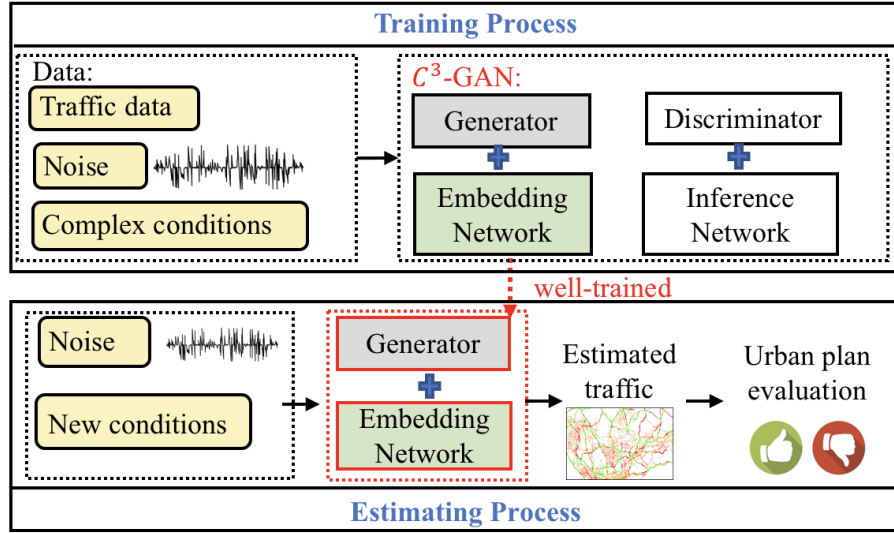 Training Process
Data:
Traffic data
Noise
Complex conditions
C³-GAN:
Generator
Embedding
Network
Discriminator
Inference
Network
well-trained
Noise
New conditions
Generator
Embedding
Network
Estimated
traffic
Urban plan
evaluation
Estimating Process